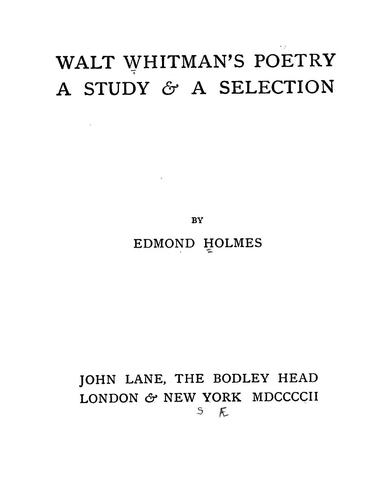 WALT WHITMAN'S POETRY
A STUDY & A SELECTION
BY
EDMOND HOLMES
JOHN LANE, THE BODLEY HEAD
LONDON & NEW YORK MDCCCCII
S Æ